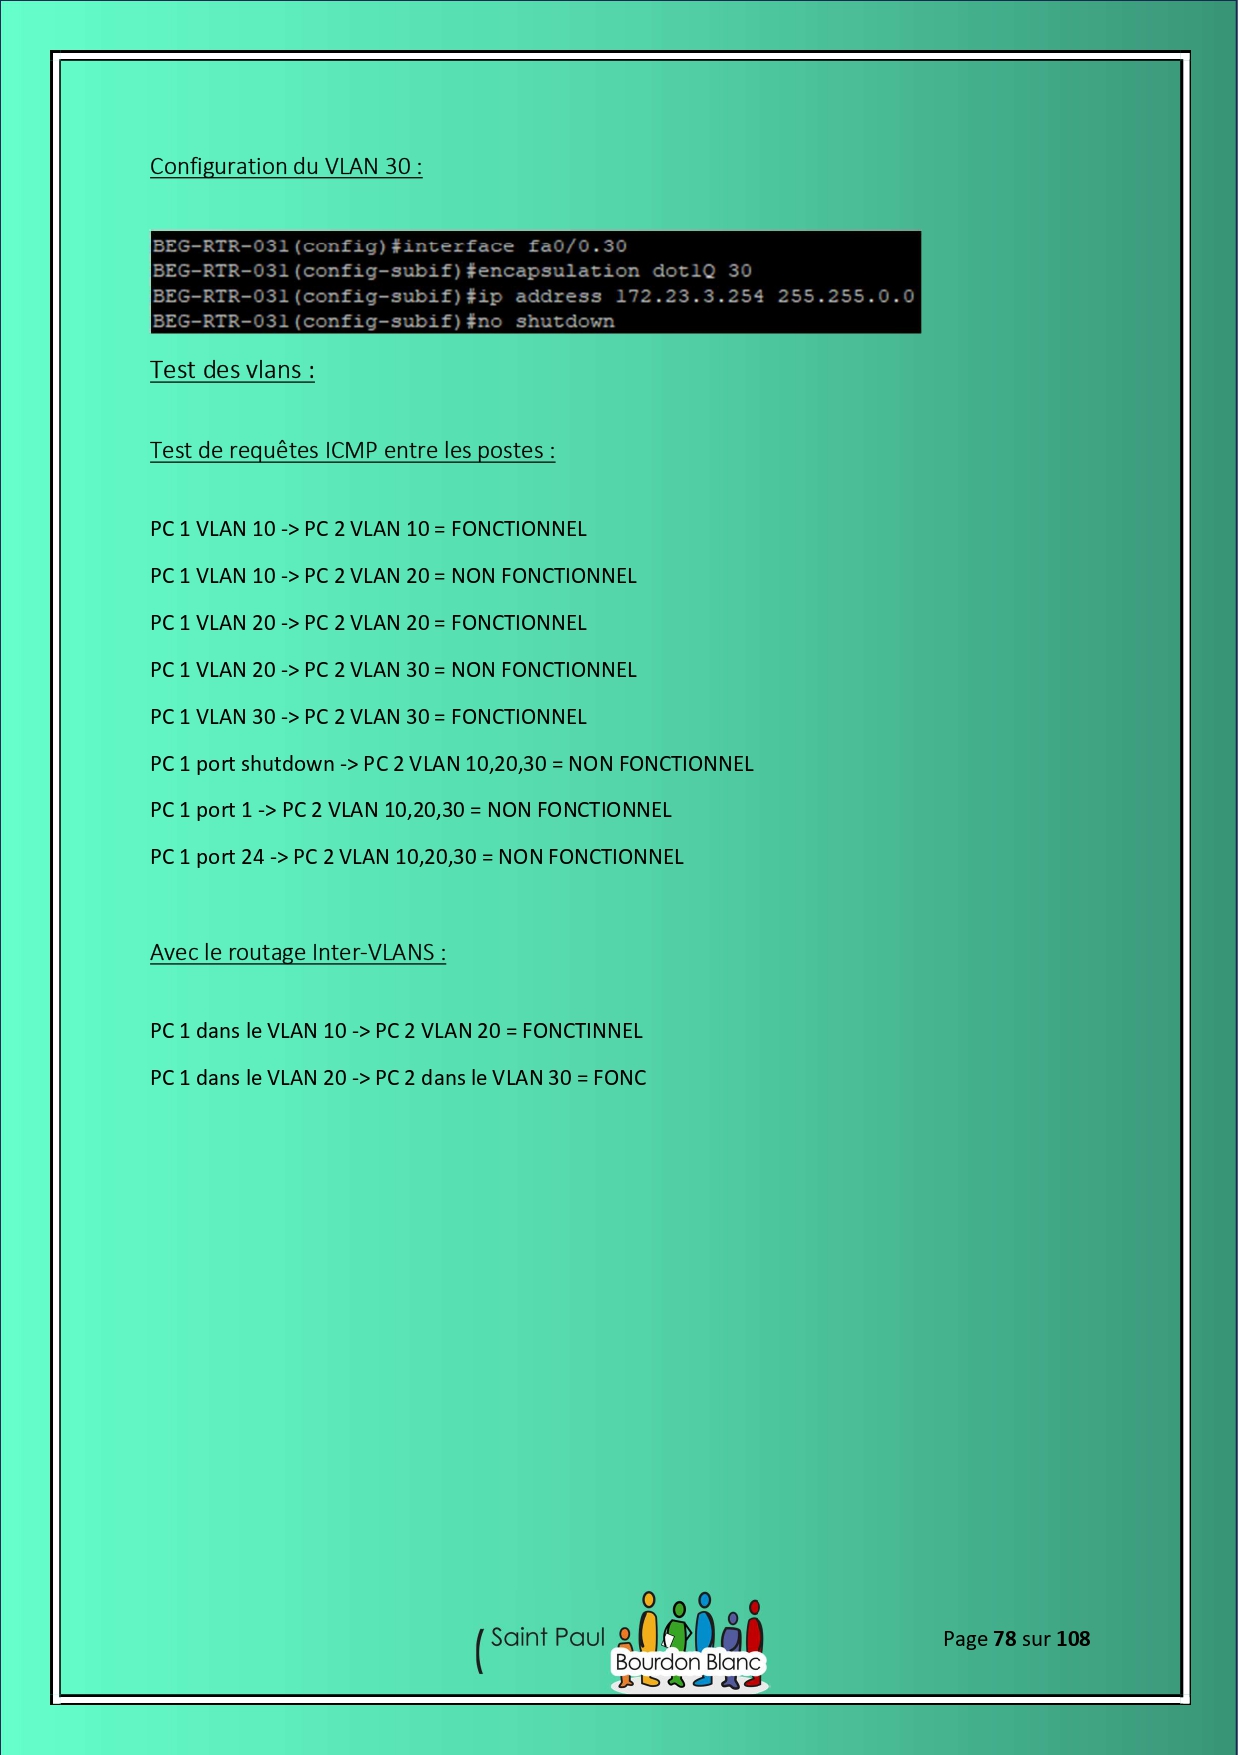 Configuration du VLAN 30 :
BEG-RTR-031(config)#interface fa0/0.30
BEG-RTR-031(config-subif)#encapsulation dot1Q 30
BEG-RTR-031(config-subif)#ip address 172.23.3.254 255.255.0.0
BEG-RTR-031(config-subif)#no shutdown
Test des vlans :
Test de requêtes ICMP entre les postes :
PC 1 VLAN 10 -> PC 2 VLAN 10 = FONCTIONNEL
PC 1 VLAN 10 -> PC 2 VLAN 20 = NON FONCTIONNEL
PC 1 VLAN 20 -> PC 2 VLAN 20 = FONCTIONNEL
PC 1 VLAN 20 -> PC 2 VLAN 30 = NON FONCTIONNEL
PC 1 VLAN 30 -> PC 2 VLAN 30 = FONCTIONNEL
PC 1 port shutdown -> PC 2 VLAN 10,20,30 = NON FONCTIONNEL
PC 1 port 1 -> PC 2 VLAN 10,20,30 = NON FONCTIONNEL
PC 1 port 24 -> PC 2 VLAN 10,20,30 = NON FONCTIONNEL
Avec le routage Inter-VLANS :
PC 1 dans le VLAN 10 -> PC 2 VLAN 20 = FONCTINNEL
PC 1 dans le VLAN 20 -> PC 2 dans le VLAN 30 = FONC
Saint Paul
Bourdon Blanc
Page 78 sur 108